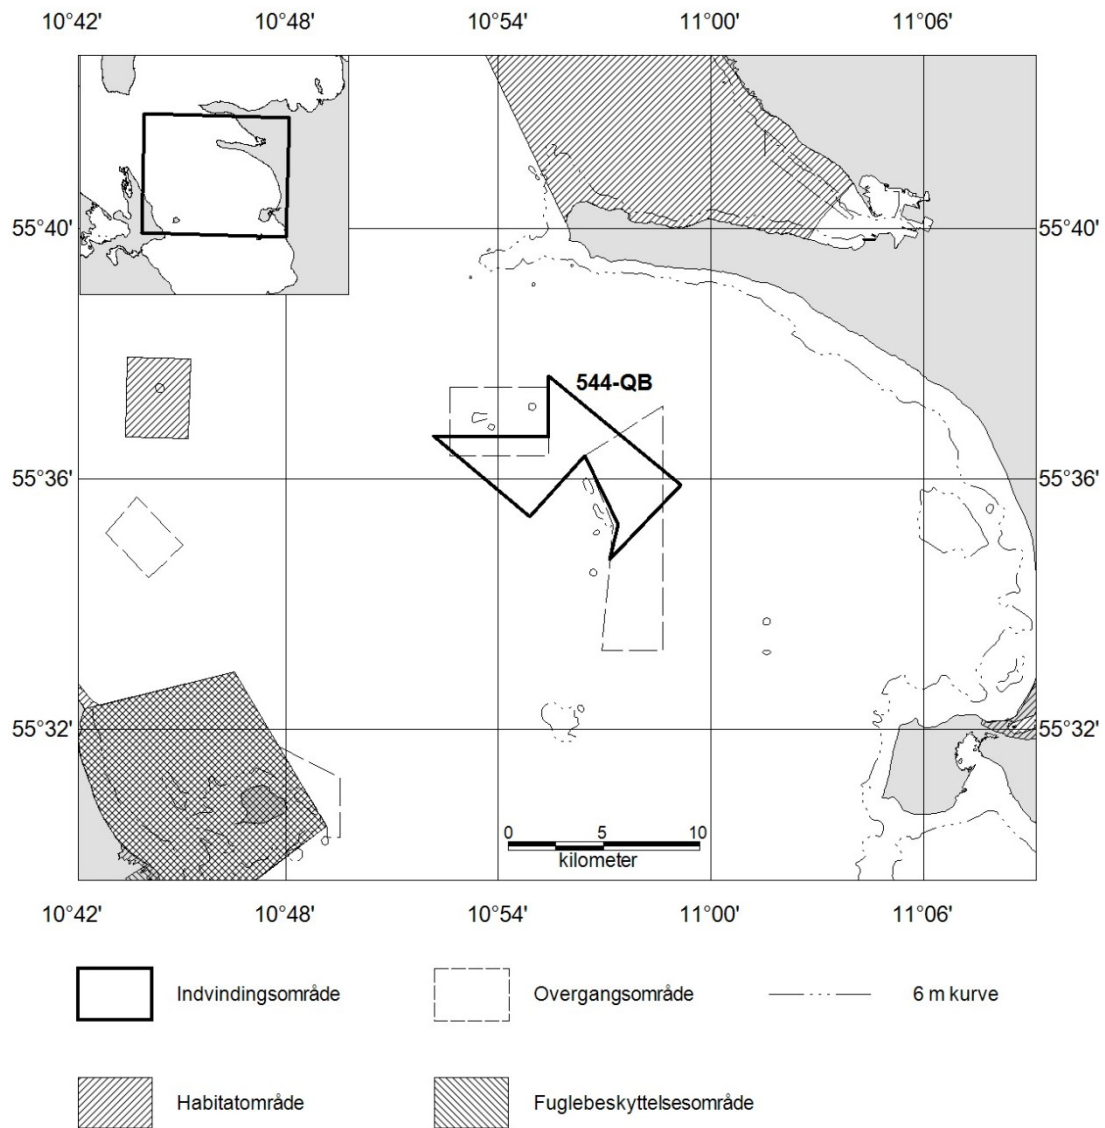 10°42' 10°48' 10°54' 11°00' 11°06'
55°40' 55°40'
544-QB
55°36' 55°36'
55°32' 55°32'
0 5 10
kilometer
10°42' 10°48' 10°54' 11°00' 11°06'
Indvindingsområde Overgangsområde 6 m kurve
Habitatområde Fuglebeskyttelsesområde